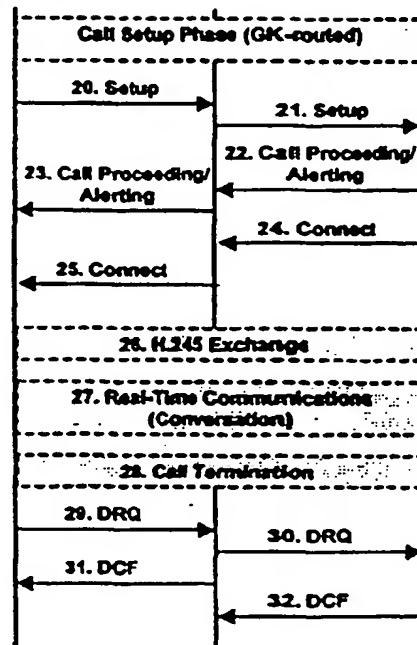 Call Setup Phase (GK-routed)
20. Setup
21. Setup
22. Call Proceeding/
Alerting
23. Call Proceeding/
Alerting
24. Connect
25. Connect
26. H.245 Exchange
27. Real-Time Communications
(Conversation)
28. Call Termination
29. DRQ
30. DRQ
31. DCF
32. DCF